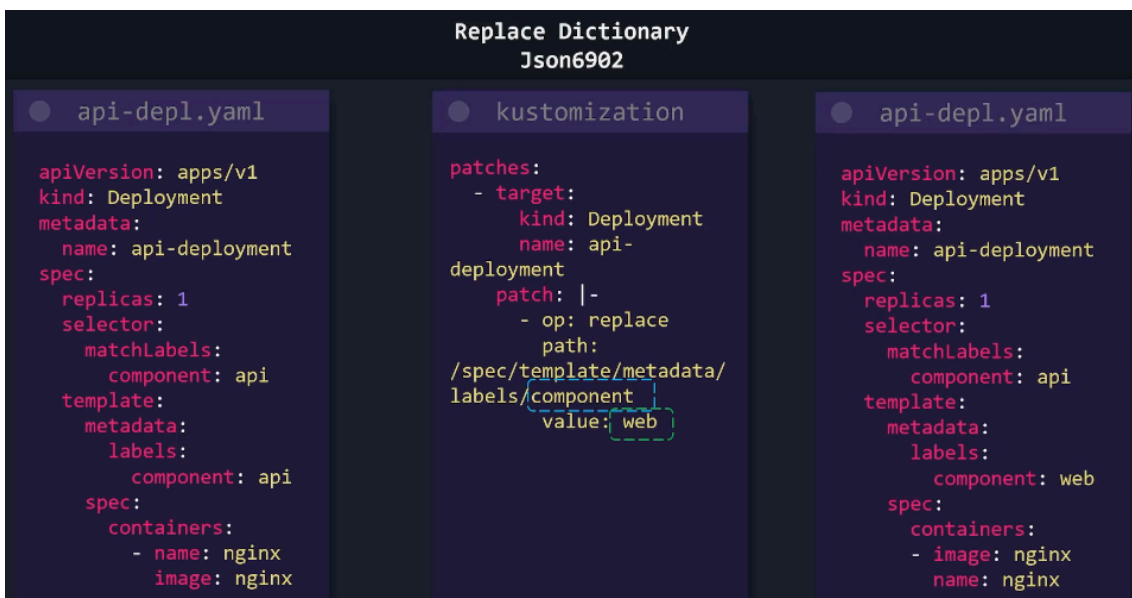 Replace Dictionary
Json6902
api-depl.yaml
apiVersion: apps/v1
kind: Deployment
metadata:
  name: api-deployment
spec:
  replicas: 1
  selector:
    matchLabels:
      component: api
  template:
    metadata:
      labels:
        component: api
    spec:
      containers:
        - name: nginx
          image: nginx
kustomization
patches:
  - target:
      kind: Deployment
      name: api-
deployment
    patch: |-
      - op: replace
        path:
/spec/template/metadata/
labels/component
        value: web
api-depl.yaml
apiVersion: apps/v1
kind: Deployment
metadata:
  name: api-deployment
spec:
  replicas: 1
  selector:
    matchLabels:
      component: api
  template:
    metadata:
      labels:
        component: web
    spec:
      containers:
      - image: nginx
        name: nginx